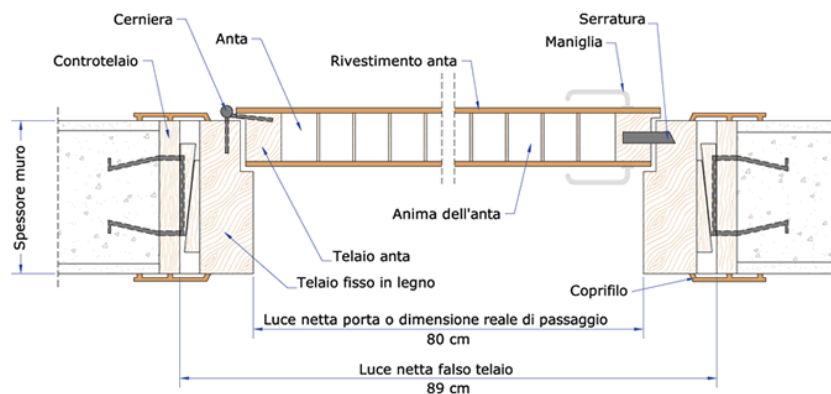 Cerniera
Serratura
Anta
Maniglia
Controtelaio
Rivestimento anta
Spessore muro
Anima dell'anta
Telaio anta
Telaio fisso in legno
Coprifilo
Luce netta porta o dimensione reale di passaggio
80 cm
Luce netta falso telaio
89 cm